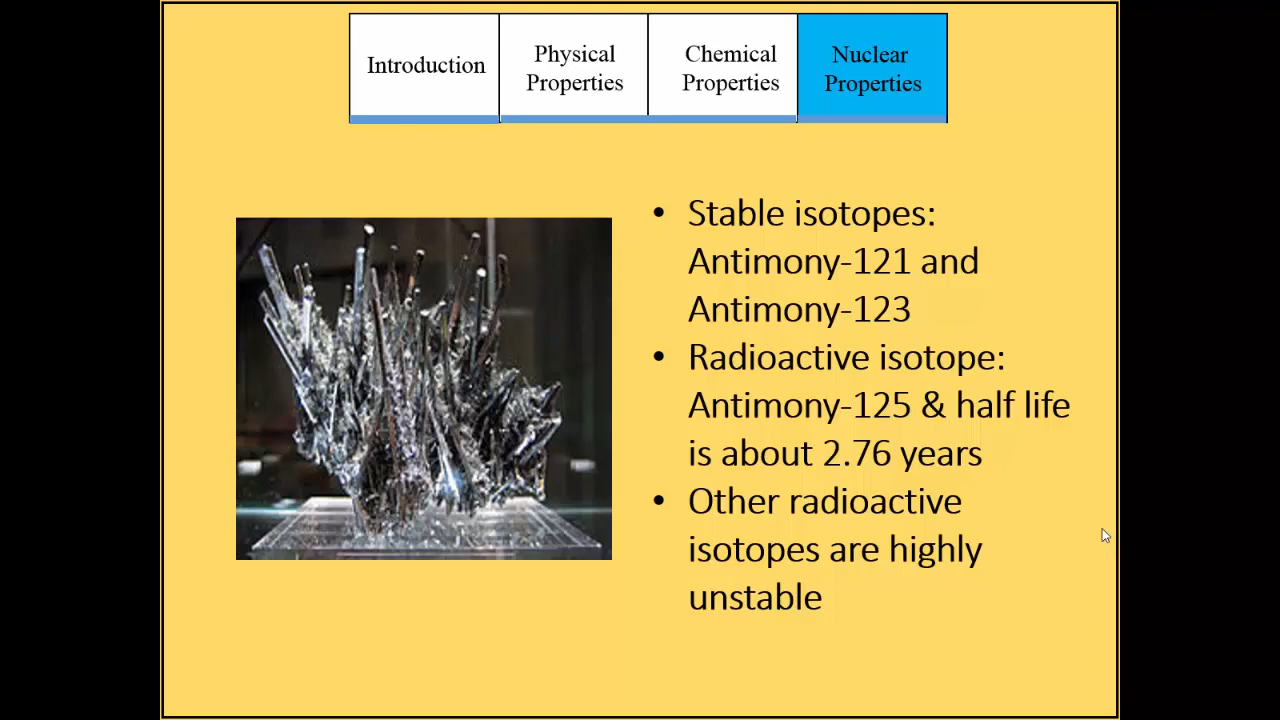 Introduction
Physical
Properties
Chemical
Properties
Nuclear
Properties
• Stable isotopes:
Antimony-121 and
Antimony-123
• Radioactive isotope:
Antimony-125 & half life
is about 2.76 years
• Other radioactive
isotopes are highly
unstable